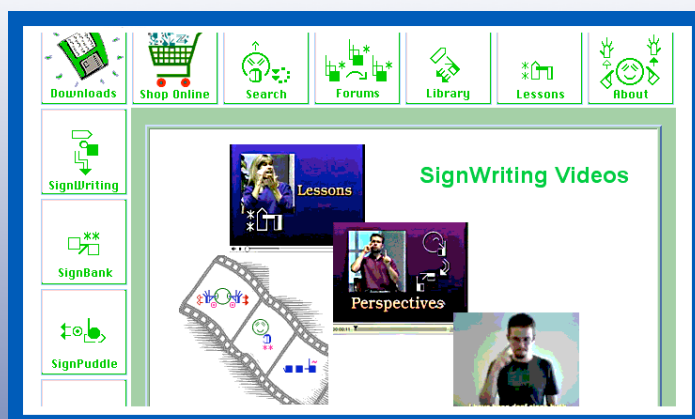 Downloads
Shop Online
Search
Forums
Library
Lessons
About
SignWriting
SignBank
SignPuddle
SignWriting Videos
Lessons
Perspectives